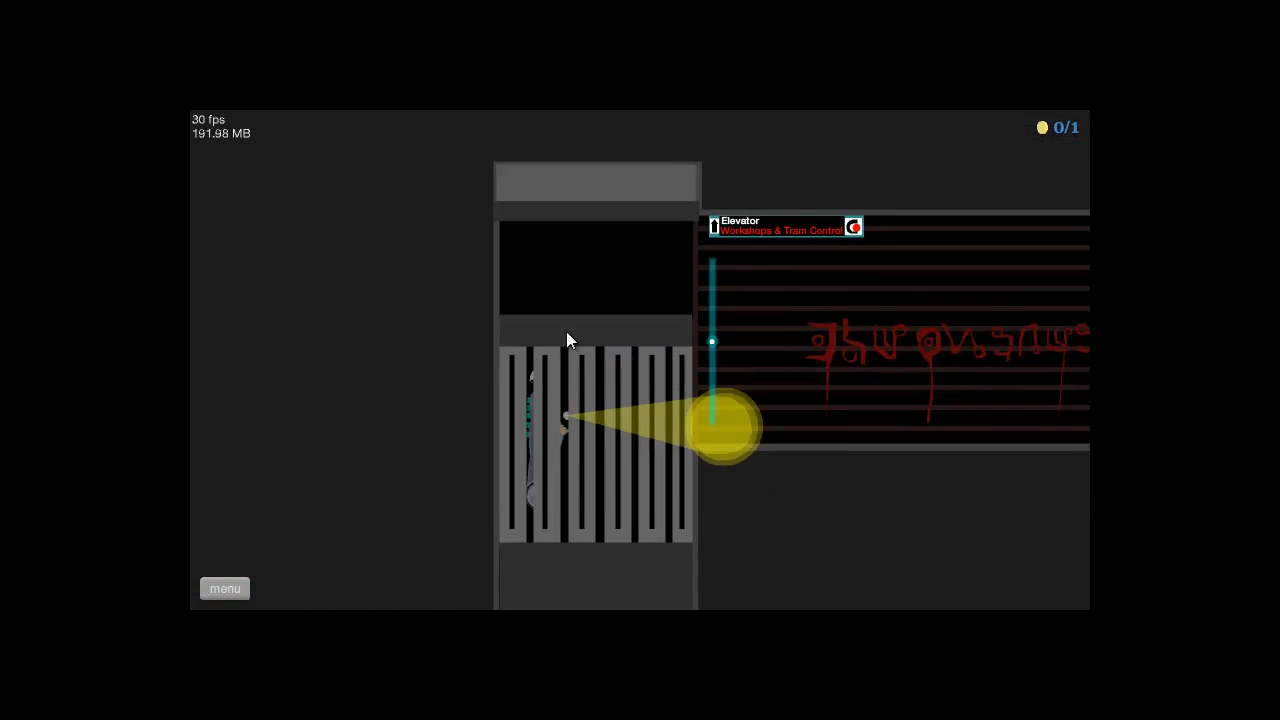 30 fps
191.98 MB
0/1
Elevator
Workshops & Tram Control
menu